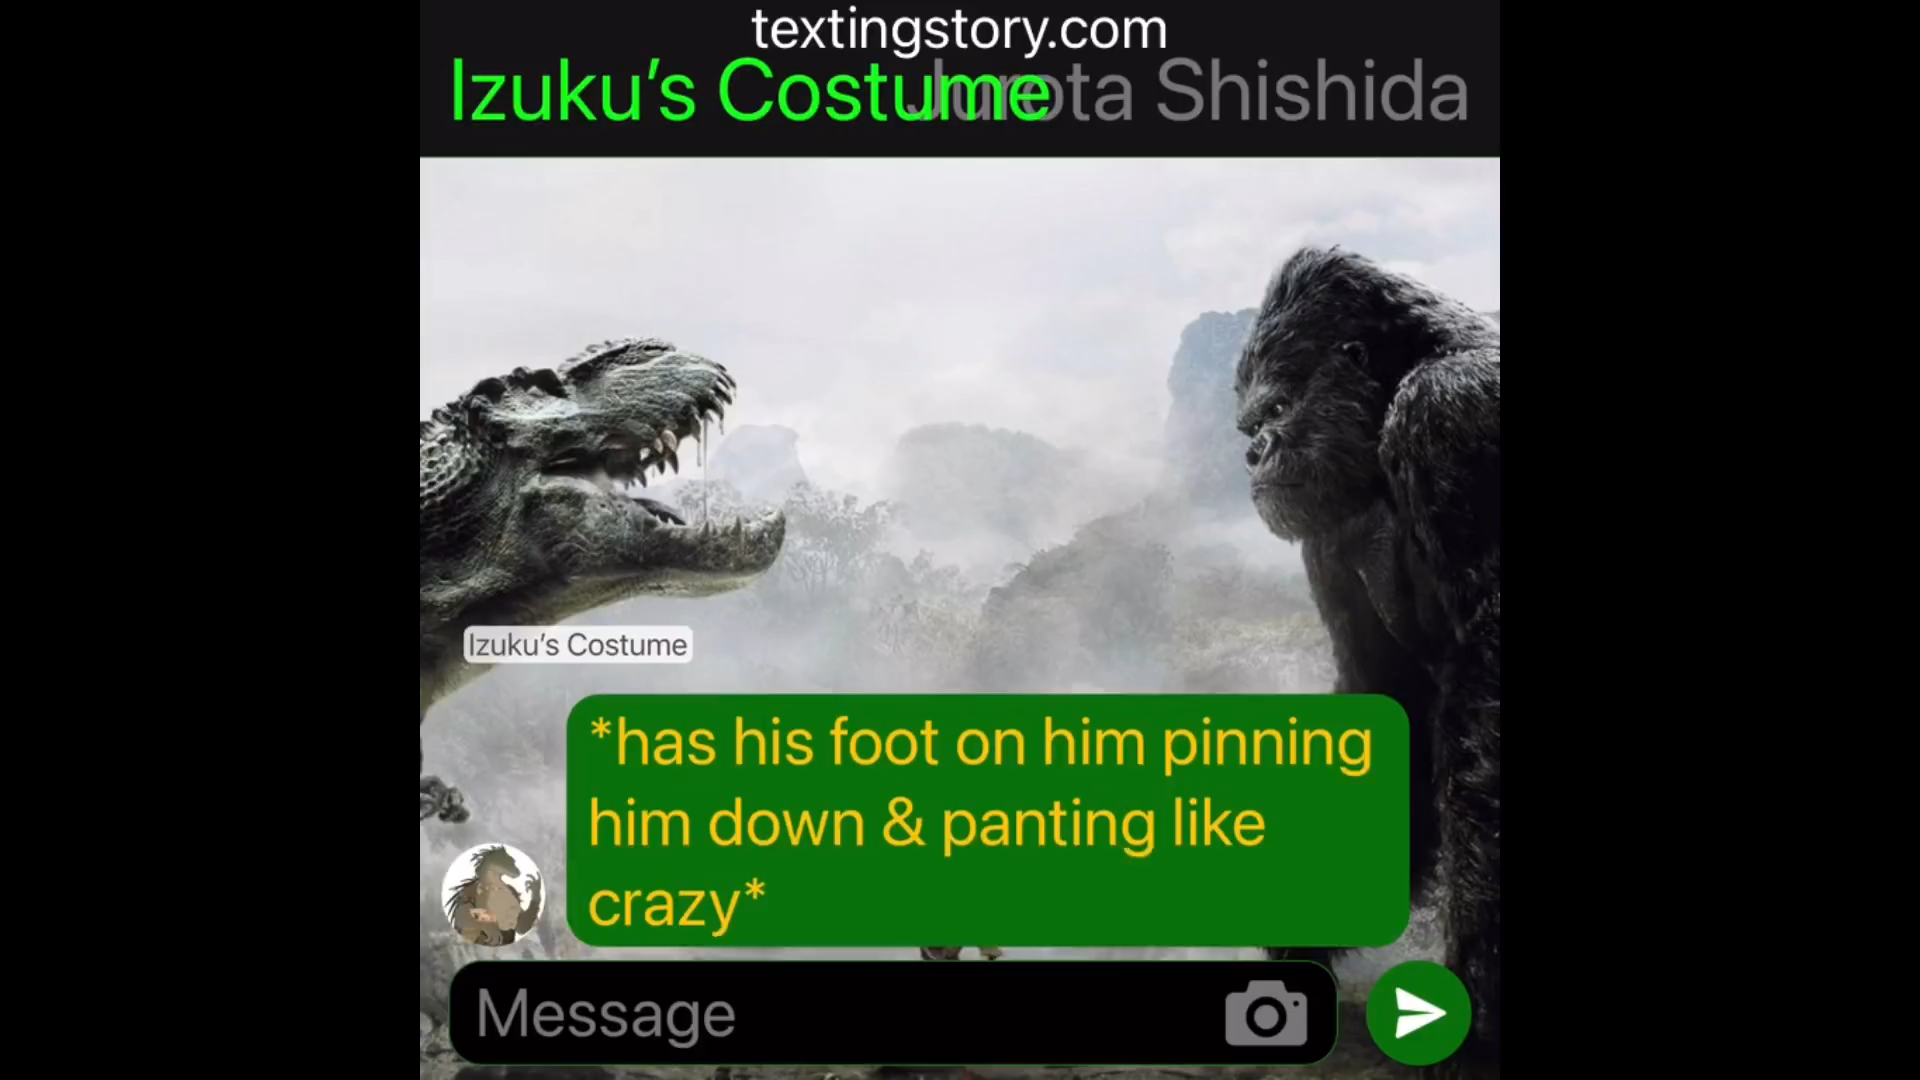 textingstory.com
Izuku's Costume Jurota Shishida
Izuku's Costume
*has his foot on him pinning
him down & panting like
crazy*
Message